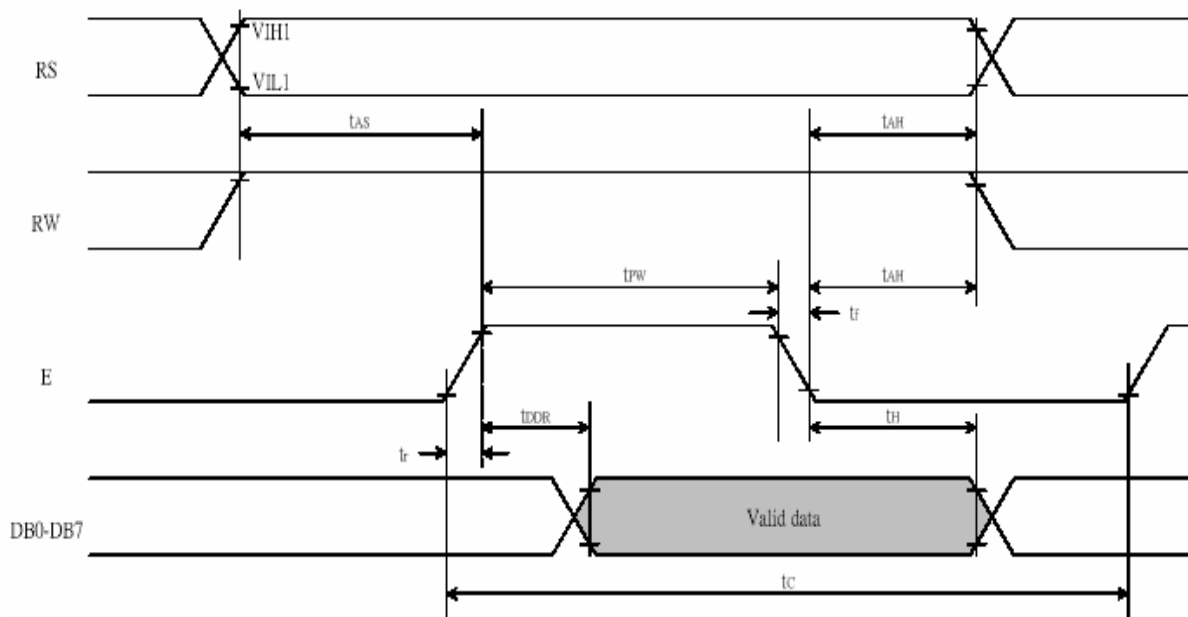 VIH1
RS
VIL1
tAS
tAH
RW
tPW
tAH
tf
E
tDDR
tH
tr
DB0-DB7
Valid data
tC